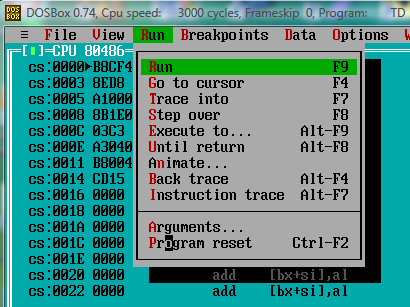 DOS BOX DOSBox 0.74, Cpu speed: 3000 cycles, Frameskip 0, Program: TD
≡ File View Run Breakpoints Data Options W
[■]=CPU 80486
cs:0000►B8CF4 Run F9
cs:0003 8ED8 Go to cursor F4
cs:0005 A1000 Trace into F7
cs:0008 8B1E0 Step over F8
cs:000C 03C3 Execute to... Alt-F9
cs:000E A3040 Until return Alt-F8
cs:0011 B8004 Animate...
cs:0014 CD15 Back trace Alt-F4
cs:0016 0000 Instruction trace Alt-F7
cs:0018 0000
cs:001A 0000 Arguments...
cs:001C 0000 Program reset Ctrl-F2
cs:001E 0000
cs:0020 0000 add [bx+si],al
cs:0022 0000 add [bx+si],al